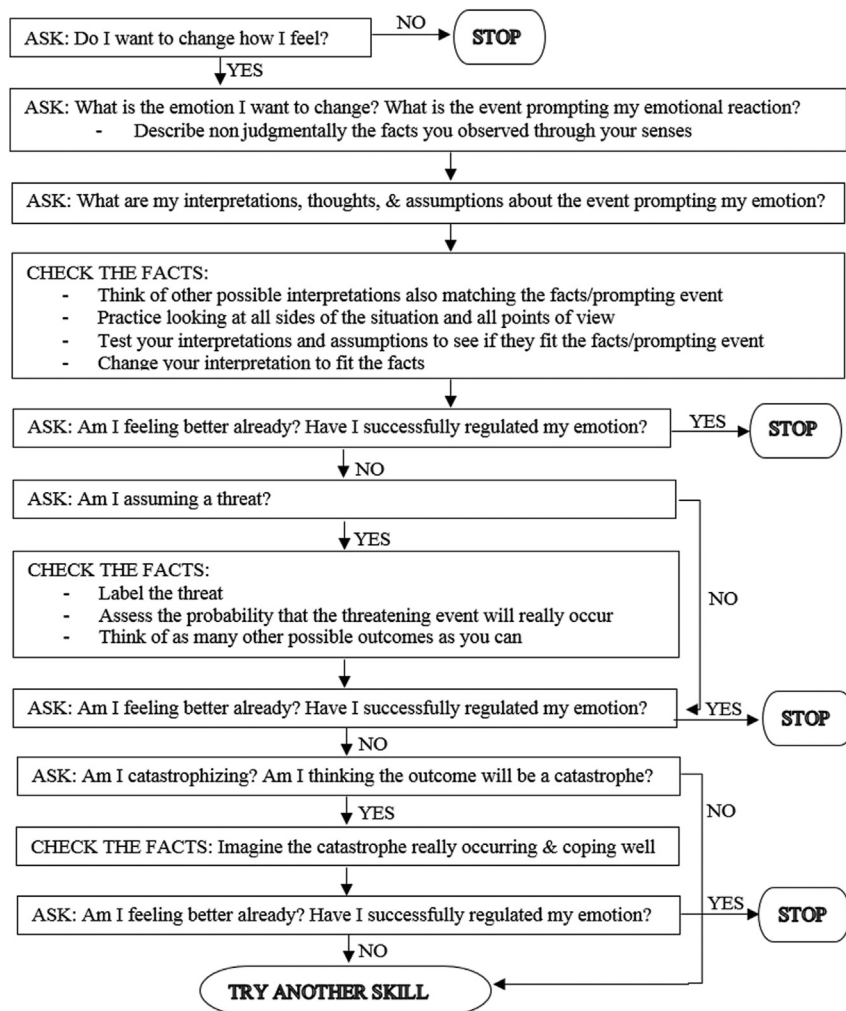 ASK: Do I want to change how I feel?
NO
STOP
YES
ASK: What is the emotion I want to change? What is the event prompting my emotional reaction?
- Describe non judgmentally the facts you observed through your senses
ASK: What are my interpretations, thoughts, & assumptions about the event prompting my emotion?
CHECK THE FACTS:
- Think of other possible interpretations also matching the facts/prompting event
- Practice looking at all sides of the situation and all points of view
- Test your interpretations and assumptions to see if they fit the facts/prompting event
- Change your interpretation to fit the facts
ASK: Am I feeling better already? Have I successfully regulated my emotion?
YES
STOP
NO
ASK: Am I assuming a threat?
YES
NO
CHECK THE FACTS:
- Label the threat
- Assess the probability that the threatening event will really occur
- Think of as many other possible outcomes as you can
ASK: Am I feeling better already? Have I successfully regulated my emotion?
YES
STOP
NO
ASK: Am I catastrophizing? Am I thinking the outcome will be a catastrophe?
YES
NO
CHECK THE FACTS: Imagine the catastrophe really occurring & coping well
ASK: Am I feeling better already? Have I successfully regulated my emotion?
YES
STOP
NO
TRY ANOTHER SKILL